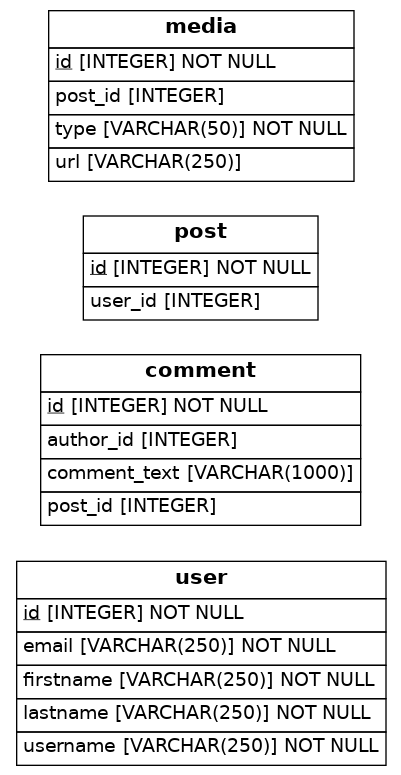 media
id [INTEGER] NOT NULL
post_id [INTEGER]
type [VARCHAR(50)] NOT NULL
url [VARCHAR(250)]
post
id [INTEGER] NOT NULL
user_id [INTEGER]
comment
id [INTEGER] NOT NULL
author_id [INTEGER]
comment_text [VARCHAR(1000)]
post_id [INTEGER]
user
id [INTEGER] NOT NULL
email [VARCHAR(250)] NOT NULL
firstname [VARCHAR(250)] NOT NULL
lastname [VARCHAR(250)] NOT NULL
username [VARCHAR(250)] NOT NULL